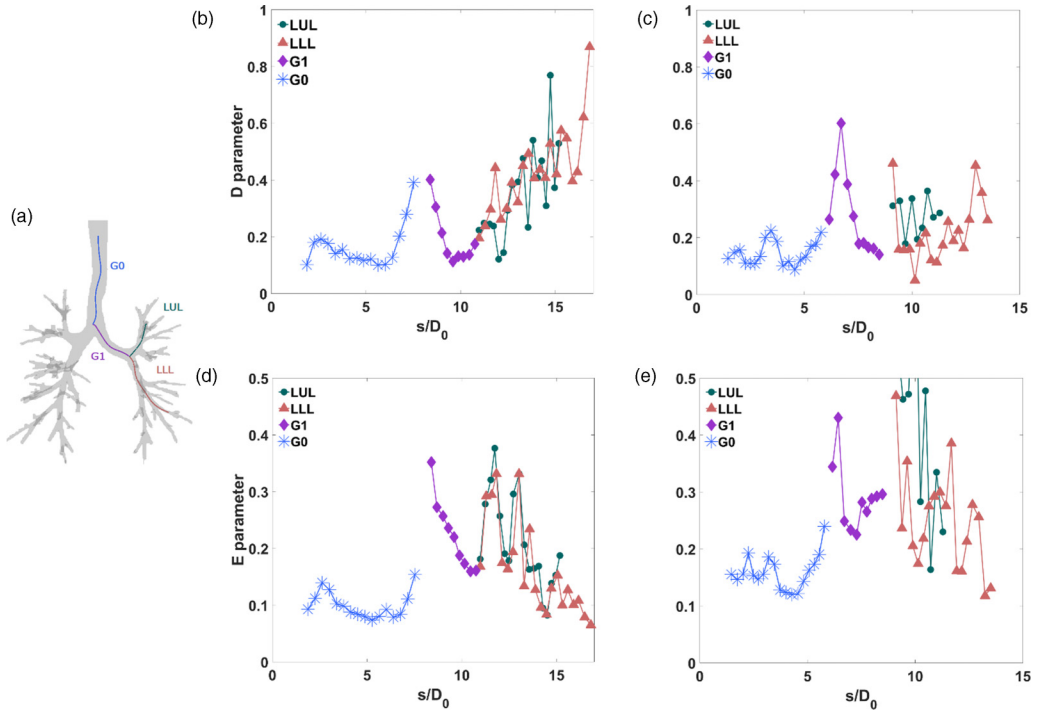 (a)
G0
LUL
G1
LLL
(b)
LUL
LLL
G1
G0
D parameter
1
0.8
0.6
0.4
0.2
0
0 5 10 15
s/D0
(c)
LUL
LLL
G1
G0
1
0.8
0.6
0.4
0.2
0
0 5 10 15
s/D0
(d)
LUL
LLL
G1
G0
E parameter
0.5
0.4
0.3
0.2
0.1
0
0 5 10 15
s/D0
(e)
LUL
LLL
G1
G0
0.5
0.4
0.3
0.2
0.1
0
0 5 10 15
s/D0